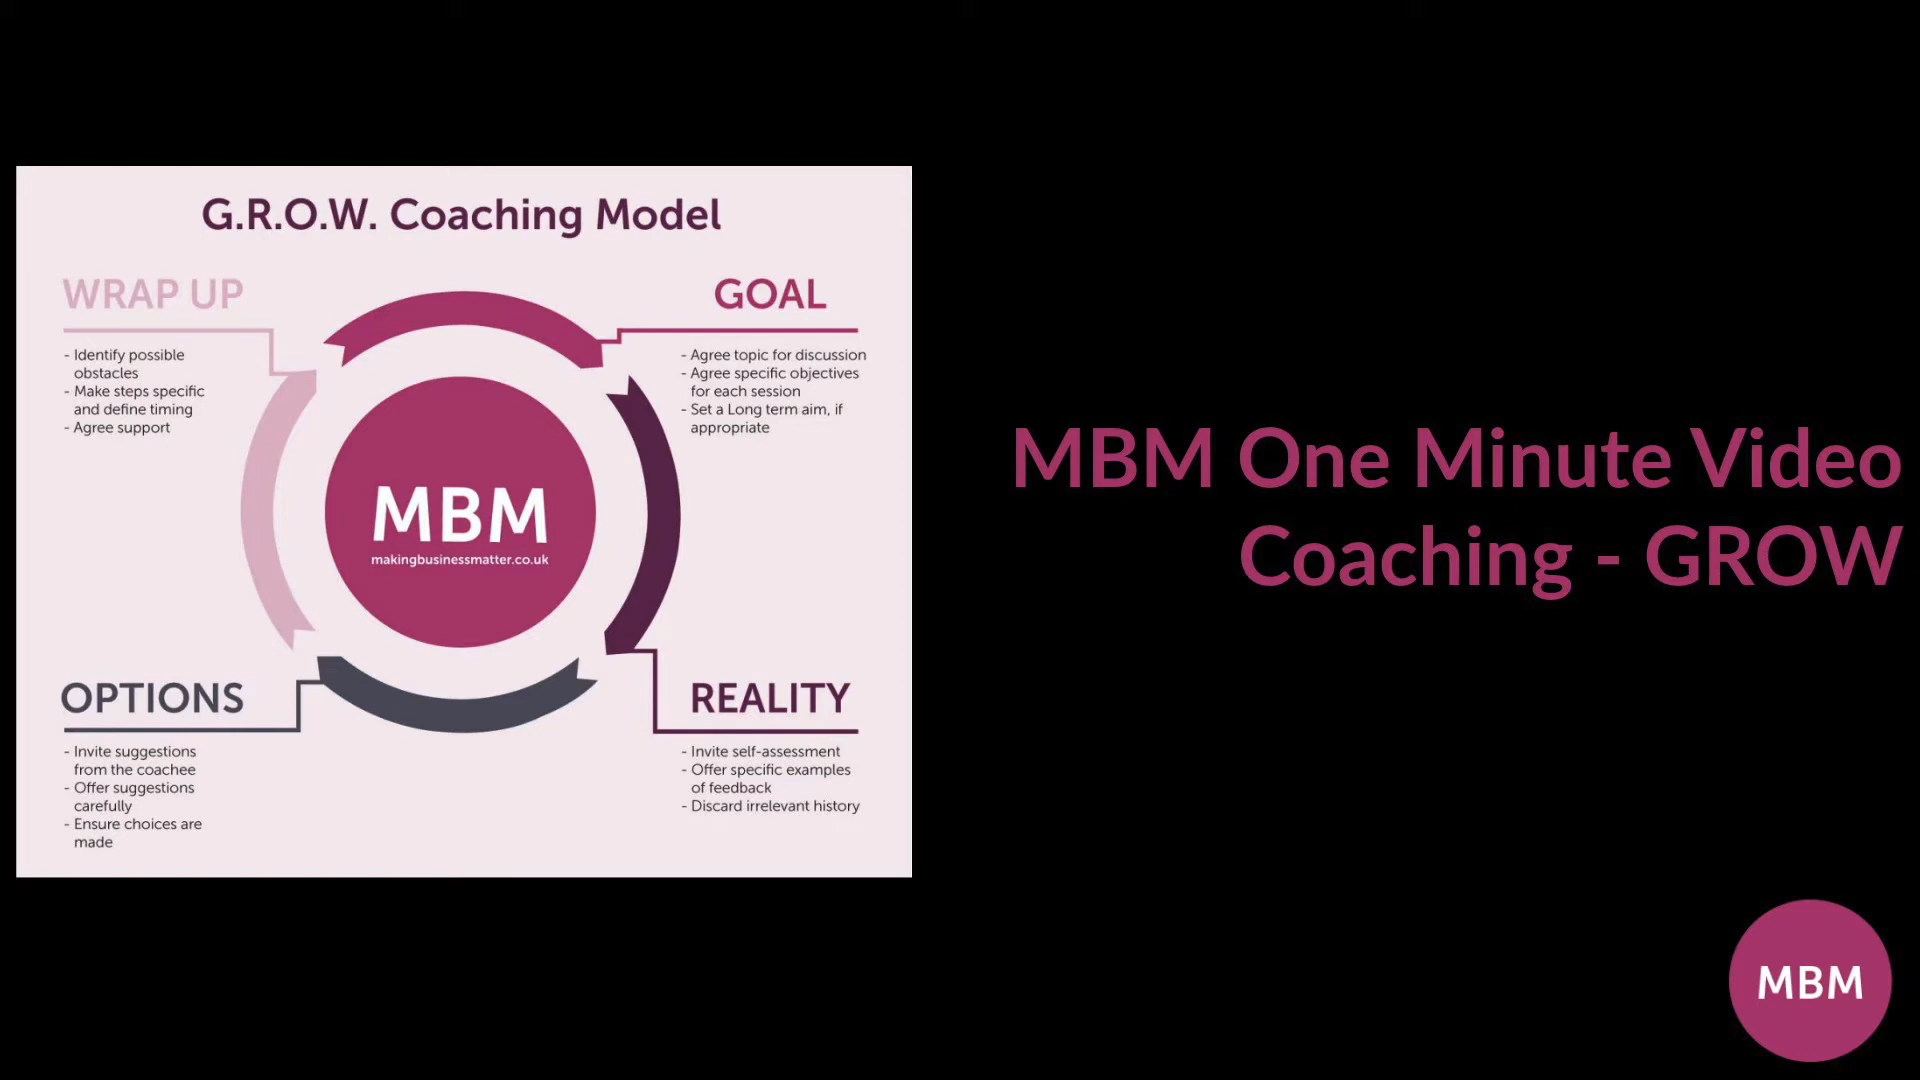 G.R.O.W. Coaching Model
WRAP UP
- Identify possible
obstacles
- Make steps specific
and define timing
- Agree support
GOAL
- Agree topic for discussion
- Agree specific objectives
for each session
- Set a Long term aim, if
appropriate
MBM
makingbusinessmatter.co.uk
OPTIONS
- Invite suggestions
from the coachee
- Offer suggestions
carefully
- Ensure choices are
made
REALITY
- Invite self-assessment
- Offer specific examples
of feedback
- Discard irrelevant history
MBM One Minute Video
Coaching - GROW
MBM